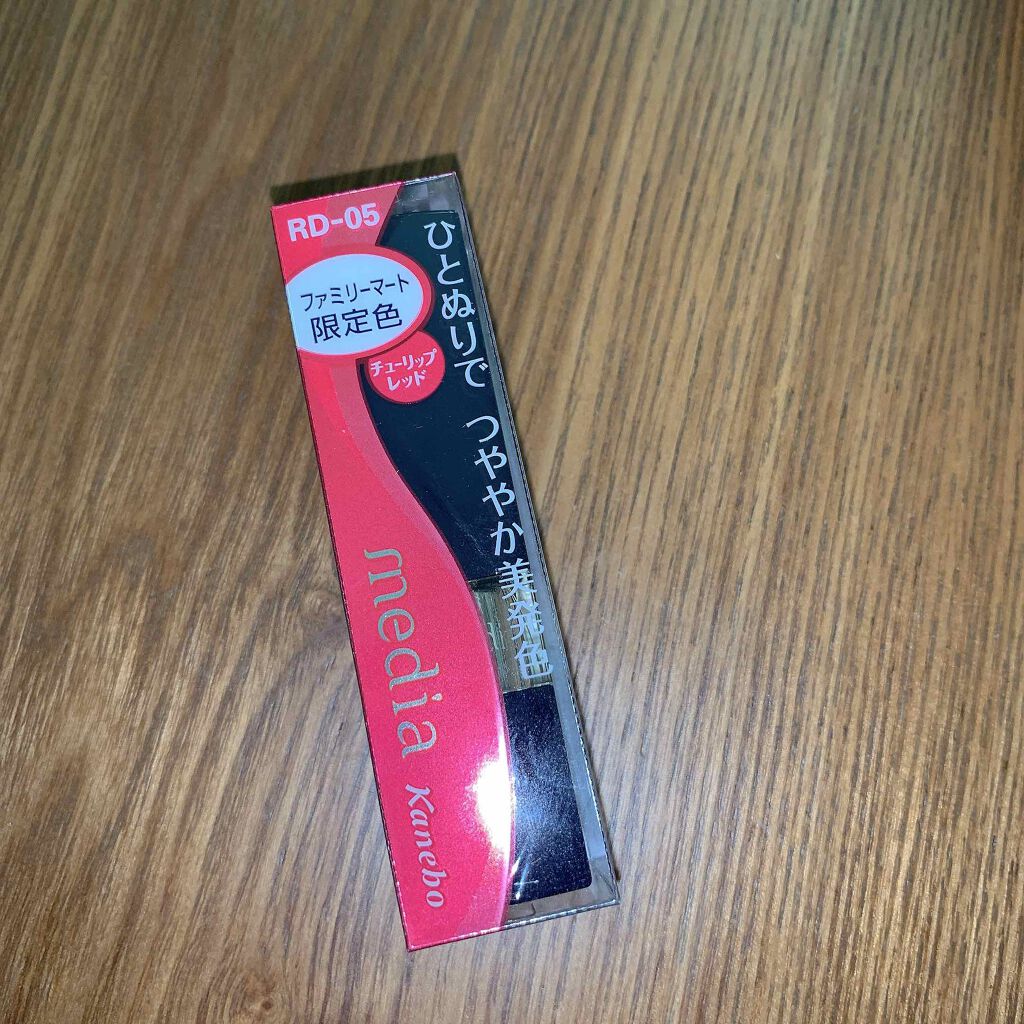 RD-05
ファミリーマート
限定色
チューリップ
レッド
ひとぬりで つややか美発色
media
Kanebo